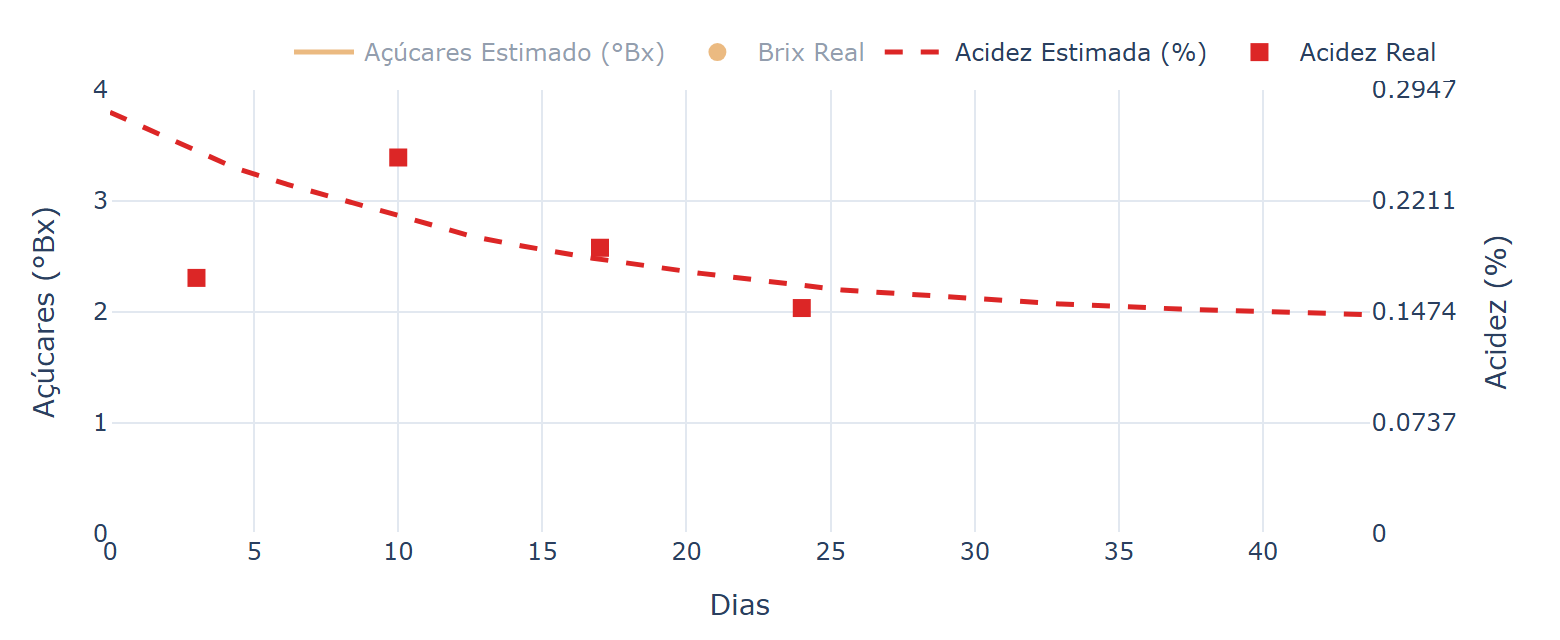 Açúcares Estimado (°Bx) Brix Real Acidez Estimada (%) Acidez Real
4 0.2947
3 0.2211
2 0.1474
1 0.0737
0 0
0 5 10 15 20 25 30 35 40
Açúcares (°Bx)
Acidez (%)
Dias